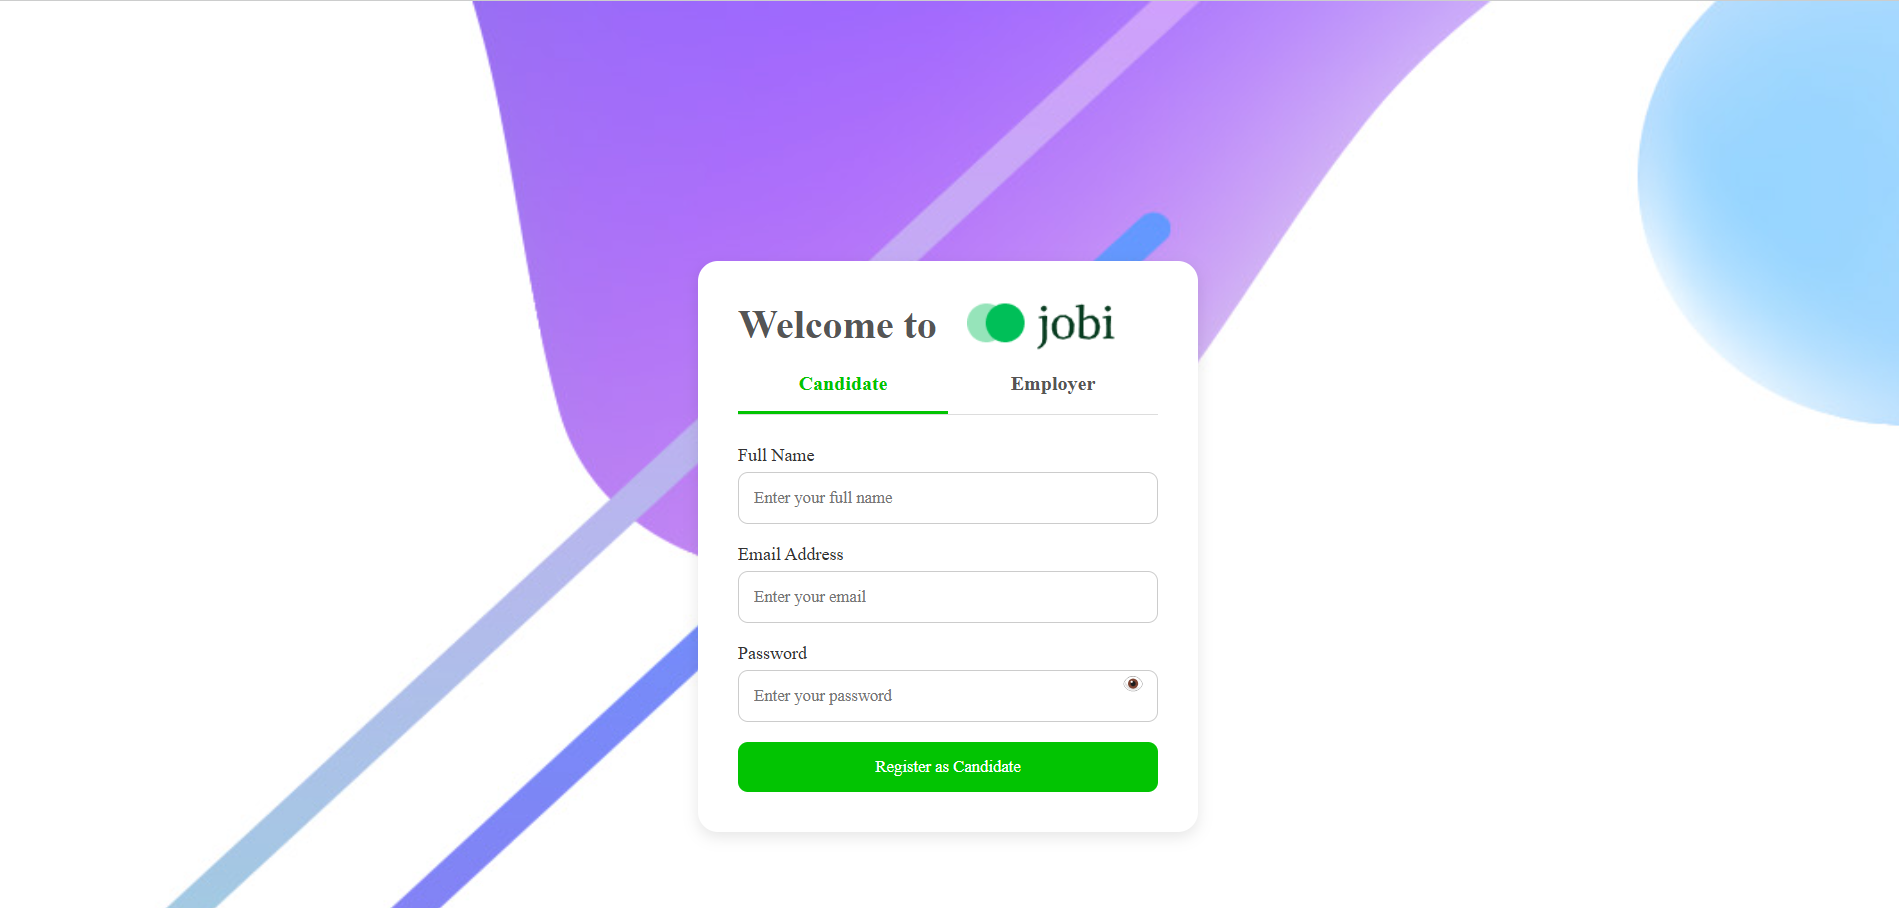 Welcome to jobi
Candidate Employer
Full Name
Enter your full name
Email Address
Enter your email
Password
Enter your password
Register as Candidate